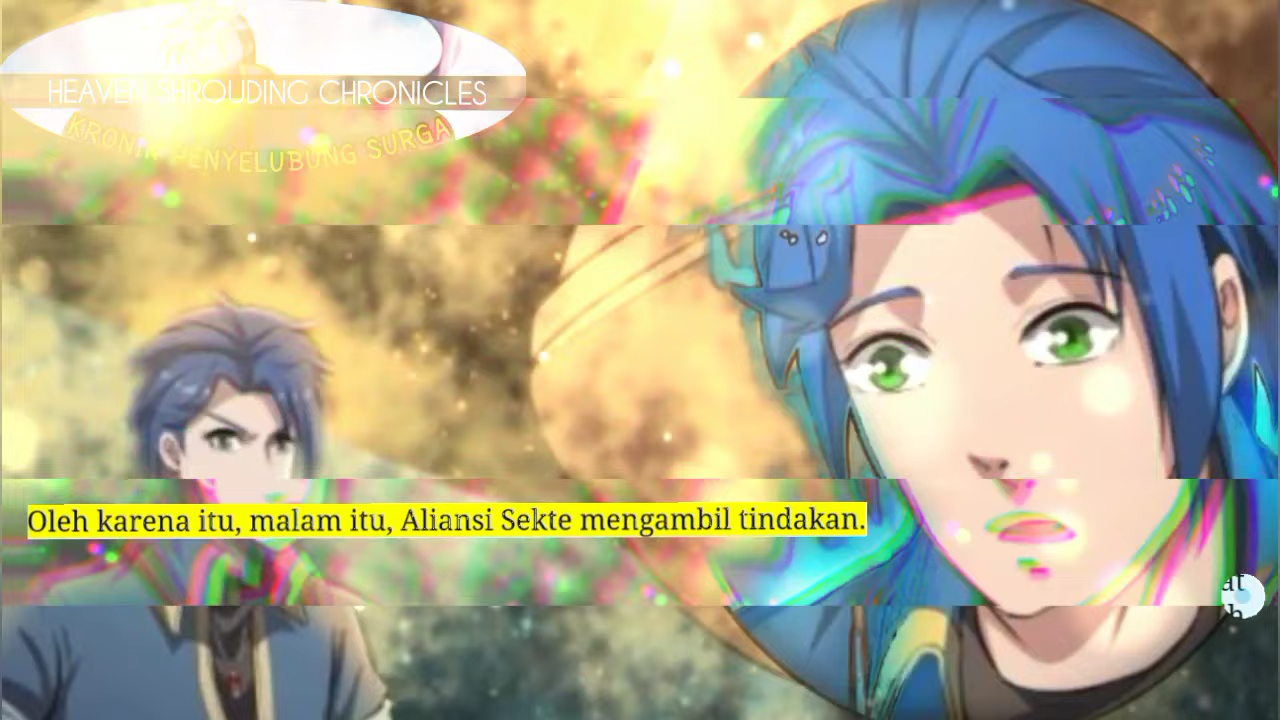 HEAVEN SHROUDING CHRONICLES
KRONIK PENYELUBUNG SURGA
Oleh karena itu, malam itu, Aliansi Sekte mengambil tindakan.